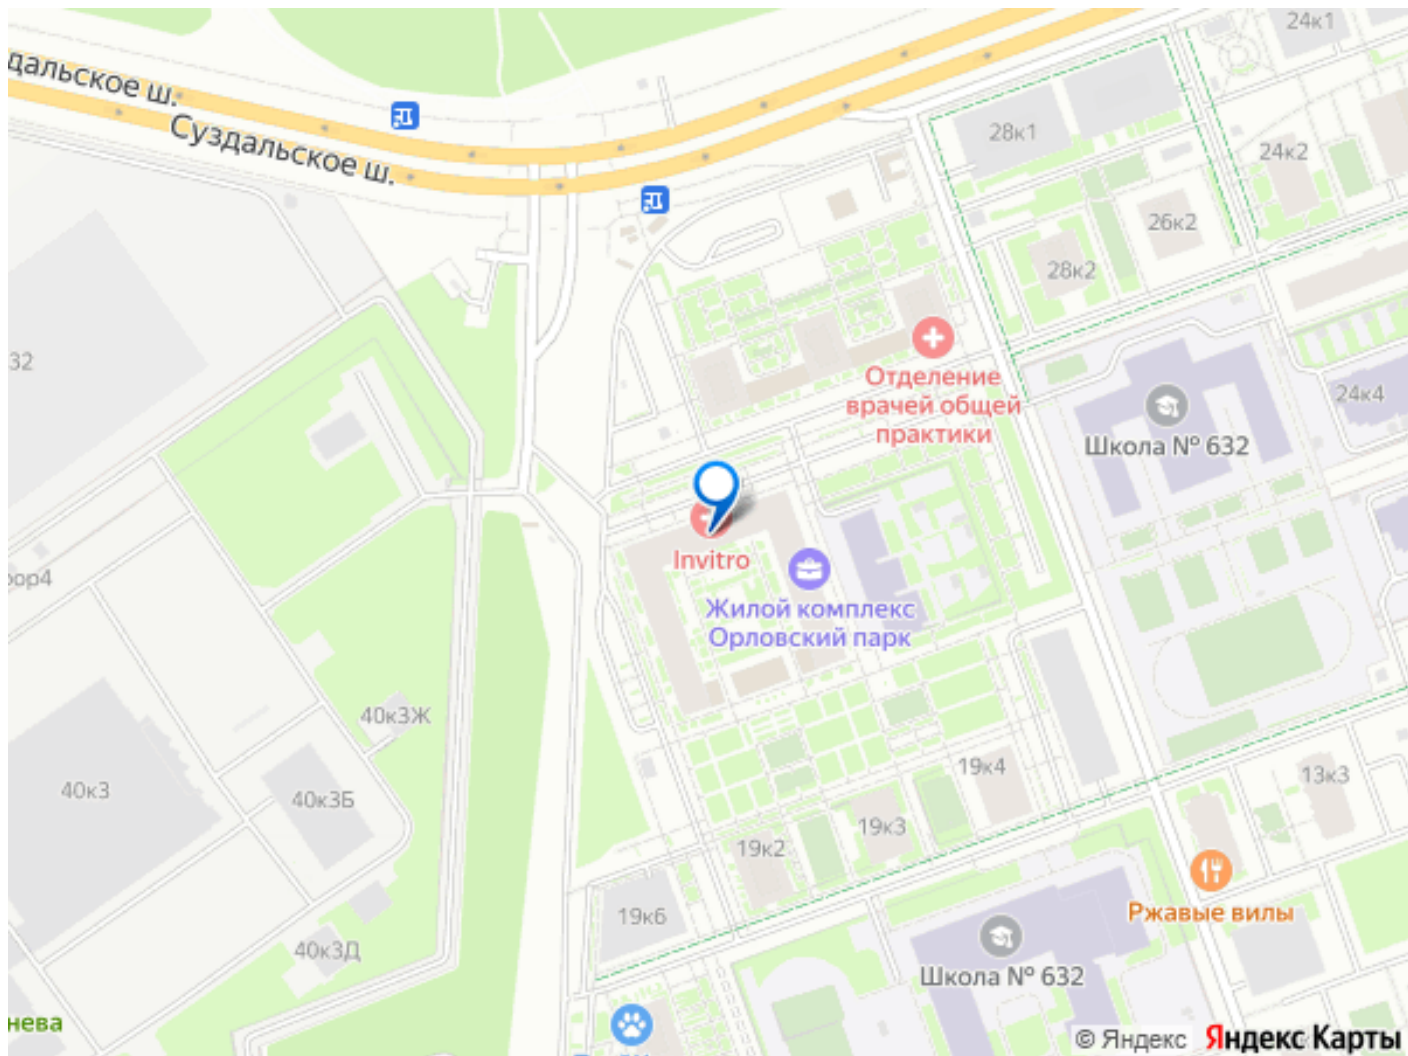 24к1
дальское ш.
Суздальское ш.
28к1
24к2
26к2
28к2
32
Отделение
врачей общей
практики
24к4
Школа № 632
Invitro
Жилой комплекс
Орловский парк
40к3Ж
40к3
40к3Б
19к4
13к3
19к3
19к2
19к6
Ржавые вилы
40к3Д
Школа № 632
нева
© Яндекс
Яндекс Карты